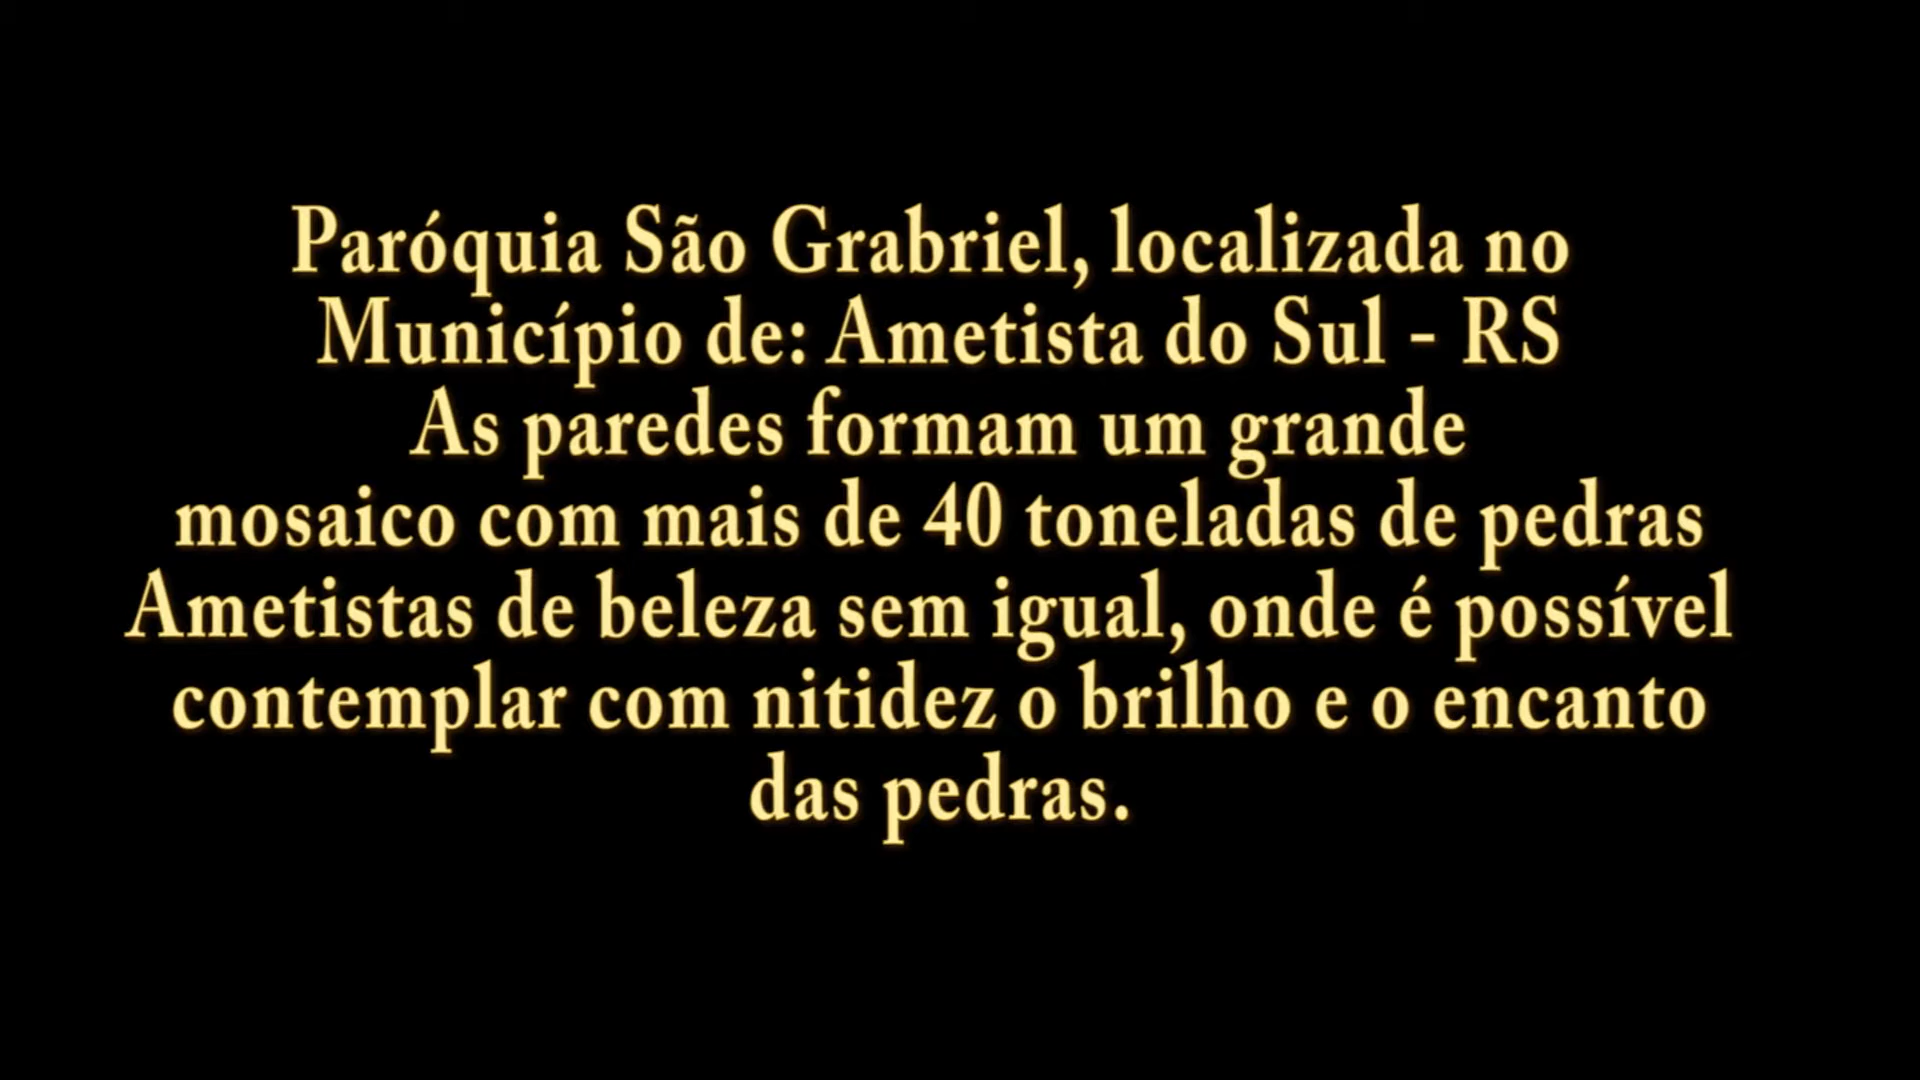 Paróquia São Grabriel, localizada no
Município de: Ametista do Sul - RS
As paredes formam um grande
mosaico com mais de 40 toneladas de pedras
Ametistas de beleza sem igual, onde é possível
contemplar com nitidez o brilho e o encanto
das pedras.